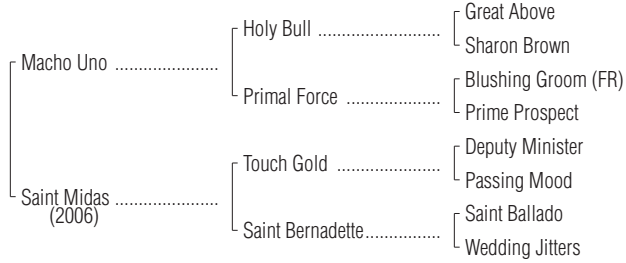 Great Above
Holy Bull ..........................
Sharon Brown
Macho Uno ......................
Blushing Groom (FR)
Primal Force ....................
Prime Prospect
Deputy Minister
Touch Gold ......................
Passing Mood
Saint Midas ......................
(2006)
Saint Ballado
Saint Bernadette................
Wedding Jitters